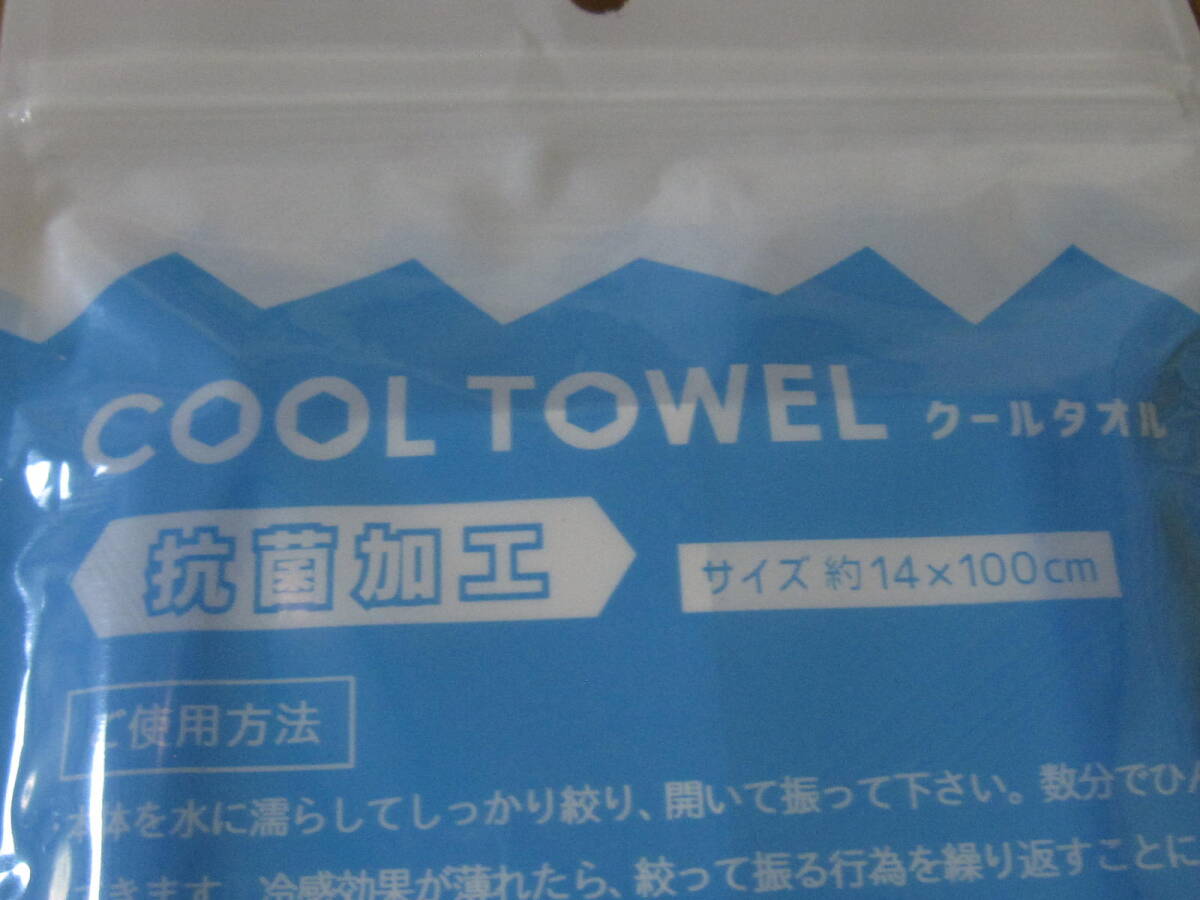 COOL TOWEL クールタオル
抗菌加工
サイズ 約14×100cm
ご使用方法
本体を水に濡らしてしっかり絞り、開いて振って下さい。数分でひん
できます。冷感効果が薄れたら、絞って振る行為を繰り返すことに